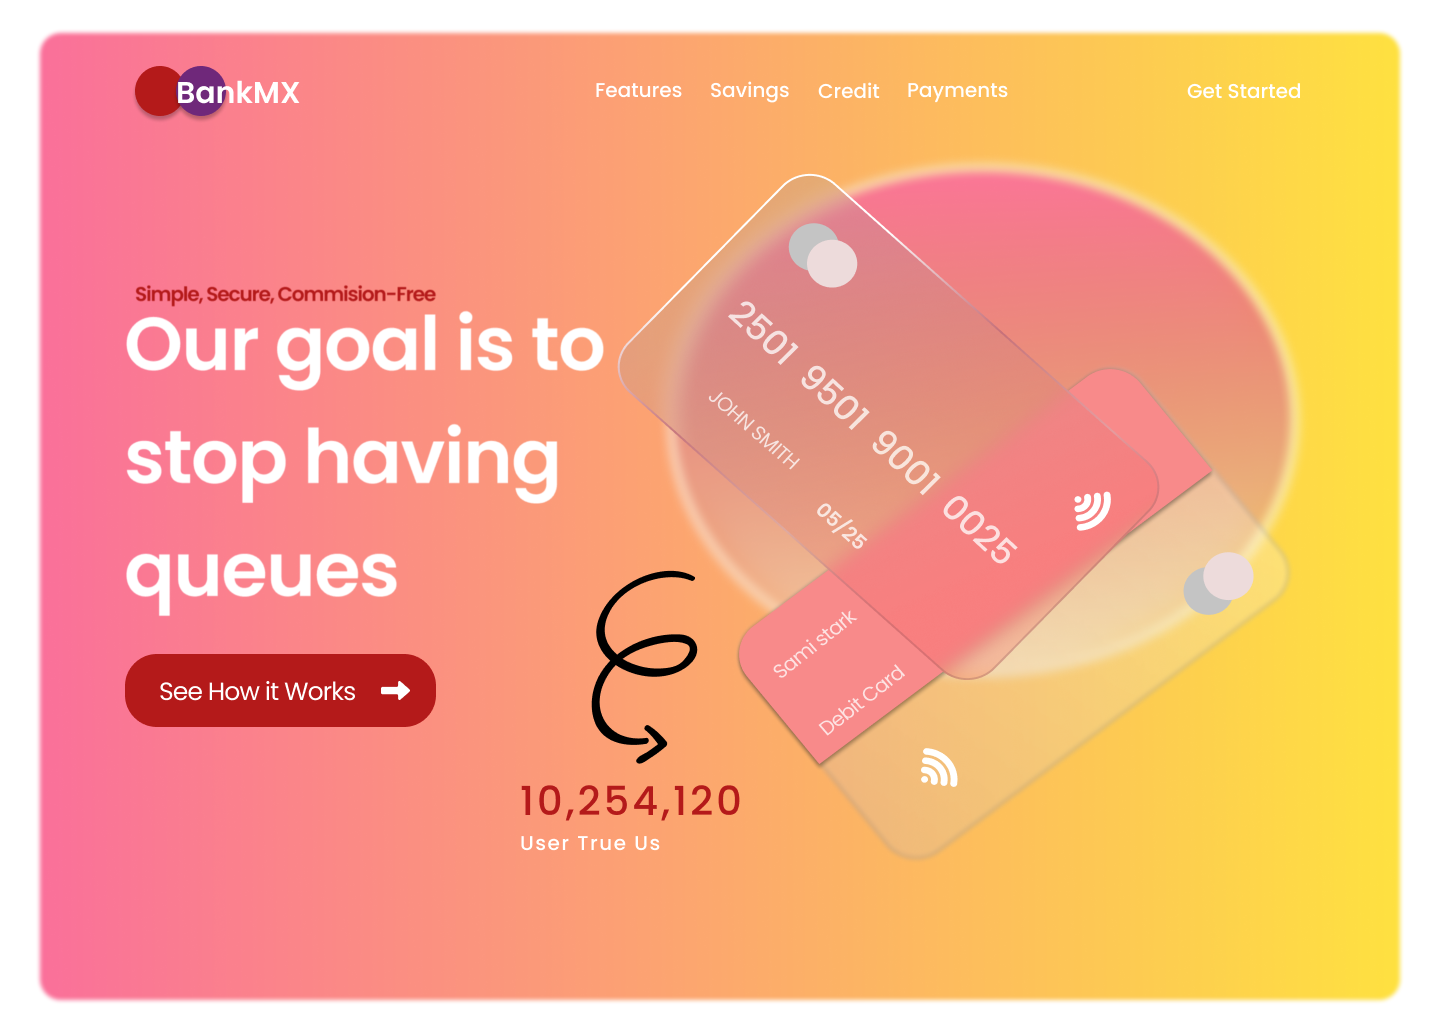 BankMX
Features Savings Credit Payments
Get Started
Simple, Secure, Commision-Free
Our goal is to
stop having
queues
See How it Works
2501 9501 9001 0025
JOHN SMITH
05/25
Sami stark
Debit Card
10,254,120
User True Us